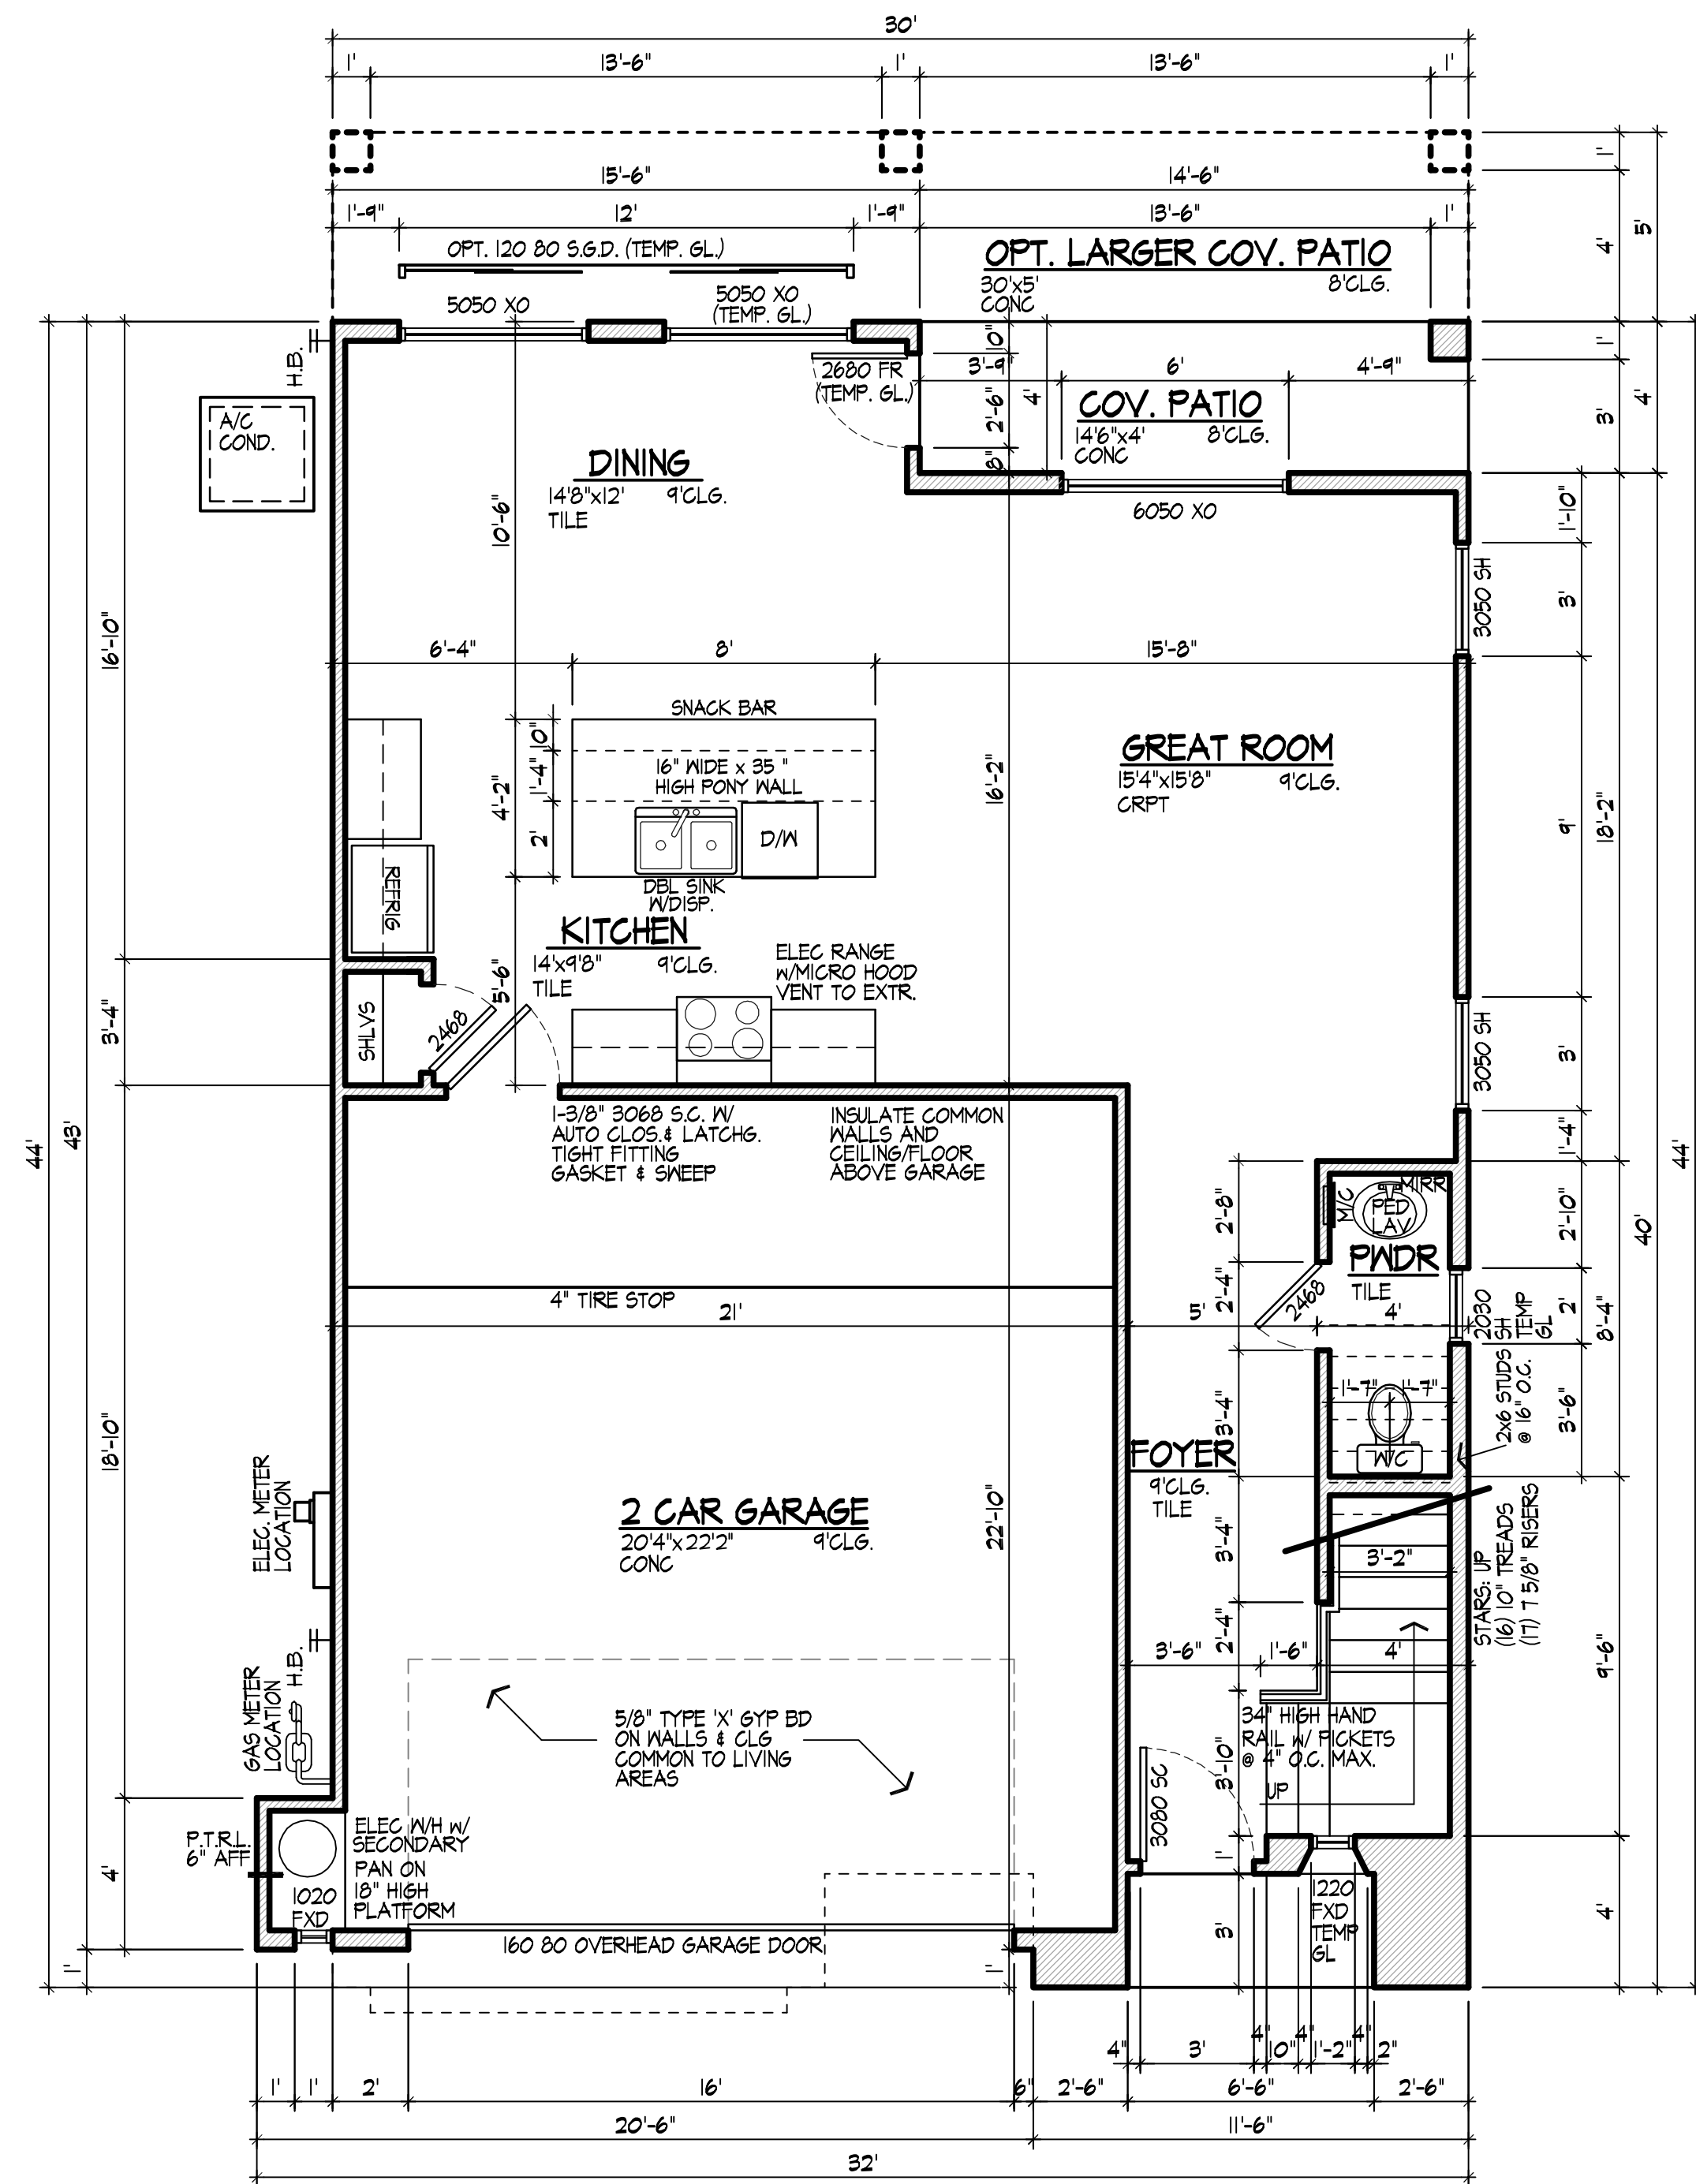 30'
1' 13'-6" 1' 13'-6" 1'
15'-6" 14'-6"
1'-9" 12' 1'-9" 13'-6" 1'
1'
4'
5'
OPT. 120 80 S.G.D. (TEMP. GL.)
OPT. LARGER COV. PATIO
30'x5' 8'CLG.
CONC
5050 XO
5050 XO
(TEMP. GL.)
H.B.
A/C
COND.
2680 FR
(TEMP. GL.)
10"
2'-6"
8"
4'
3'-9" 6' 4'-9"
COV. PATIO
14'6"x4' 8'CLG.
CONC
1'
3'
4'
DINING
14'8"x12' 9'CLG.
TILE
10'-6"
6050 XO
1'-10"
3050 SH
3'
16'-10"
6'-4" 8' 15'-8"
SNACK BAR
10"
1'-4"
2'
4'-2"
16" WIDE x 35 "
HIGH PONY WALL
D/W
DBL SINK
W/DISP.
16'-2"
GREAT ROOM
15'4"x15'8" 9'CLG.
CRPT
9'
18'-2"
REFRIG
KITCHEN
14'x9'8" 9'CLG.
TILE
5'-6"
ELEC RANGE
w/MICRO HOOD
VENT TO EXTR.
SHLVS
2468
3'-4"
3050 SH
3'
1-3/8" 3068 S.C. W/
AUTO CLOS.& LATCHG.
TIGHT FITTING
GASKET & SWEEP
INSULATE COMMON
WALLS AND
CEILING/FLOOR
ABOVE GARAGE
1'-4"
44'
43'
44'
40'
2'-8"
M/C
MIRR
PED
LAV
PWDR
TILE
2'-10"
4" TIRE STOP
21' 5' 4'
2'-4"
2468
2030
SH
TEMP
GL
2'
8'-4"
1'-7" 1'-7"
W/C
2x6 STUDS
@ 16" O.C.
3'-6"
3'-4"
FOYER
9'CLG.
TILE
18'-10"
ELEC. METER
LOCATION
2 CAR GARAGE
20'4"x22'2" 9'CLG.
CONC
22'-10"
3'-4"
3'-2"
STARS: UP
(16) 10" TREADS
(17) 7 5/8" RISERS
2'-4"
3'-6" 1'-6" 4'
9'-6"
H.B.
GAS METER
LOCATION
5/8" TYPE 'X' GYP BD
ON WALLS & CLG
COMMON TO LIVING
AREAS
34" HIGH HAND
RAIL w/ PICKETS
@ 4" O.C. MAX.
3'-10"
UP
3080 SC
P.T.R.L.
6" AFF
ELEC W/H w/
SECONDARY
PAN ON
18" HIGH
PLATFORM
4'
1020
FXD
1220
FXD
TEMP
GL
1'
3'
4'
160 80 OVERHEAD GARAGE DOOR
1'
1'
4" 3' 4" 10" 4" 1'-2" 4" 2"
1' 1' 2' 16' 6" 2'-6" 6'-6" 2'-6"
20'-6" 11'-6"
32'